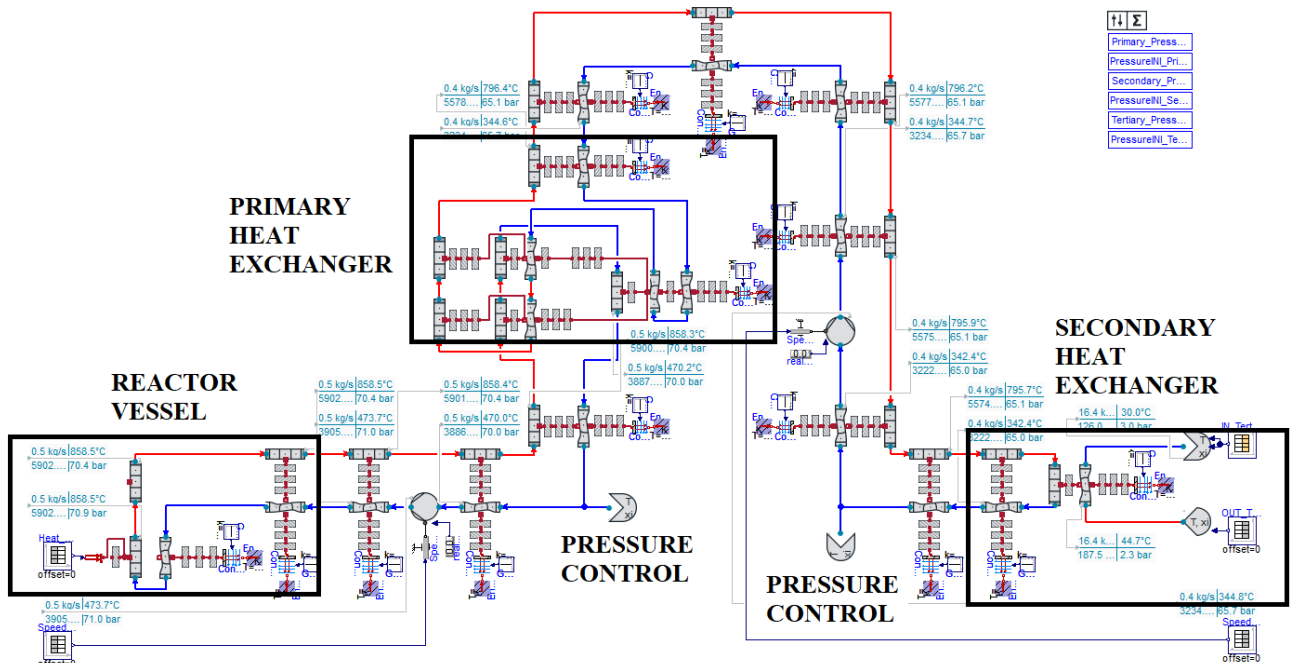 Primary_Press...
PressureINI_Pri...
Secondary_Pr...
PressureINI_Se...
Tertiary_Press...
PressureINI_Te...
0.4 kg/s 796.4°C
5578.... 65.1 bar
0.4 kg/s 344.6°C
0.4 kg/s 796.2°C
5577.... 65.1 bar
0.4 kg/s 344.7°C
3234.... 65.7 bar
PRIMARY
HEAT
EXCHANGER
0.5 kg/s 858.3°C
5900.... 70.4 bar
0.5 kg/s 470.2°C
3887.... 70.0 bar
0.4 kg/s 795.9°C
5575.... 65.1 bar
0.4 kg/s 342.4°C
3222.... 65.0 bar
SECONDARY
HEAT
EXCHANGER
REACTOR
VESSEL
0.5 kg/s 858.5°C
5902.... 70.4 bar
0.5 kg/s 473.7°C
3905.... 71.0 bar
0.5 kg/s 858.4°C
5901.... 70.4 bar
0.5 kg/s 470.0°C
3886.... 70.0 bar
0.4 kg/s 795.7°C
5574.... 65.1 bar
0.4 kg/s 342.4°C
3222.... 65.0 bar
16.4 k... 30.0°C
126.0... 3.0 bar
IN_Tert...
0.5 kg/s 858.5°C
5902.... 70.4 bar
0.5 kg/s 858.5°C
5902.... 70.9 bar
Heat_...
offset=0
PRESSURE
CONTROL
PRESSURE
CONTROL
16.4 k... 44.7°C
187.5 ... 2.3 bar
OUT_T...
offset=0
0.5 kg/s 473.7°C
3905.... 71.0 bar
Speed_...
offset=0
0.4 kg/s 344.8°C
3234.... 65.7 bar
Speed_...
offset=0